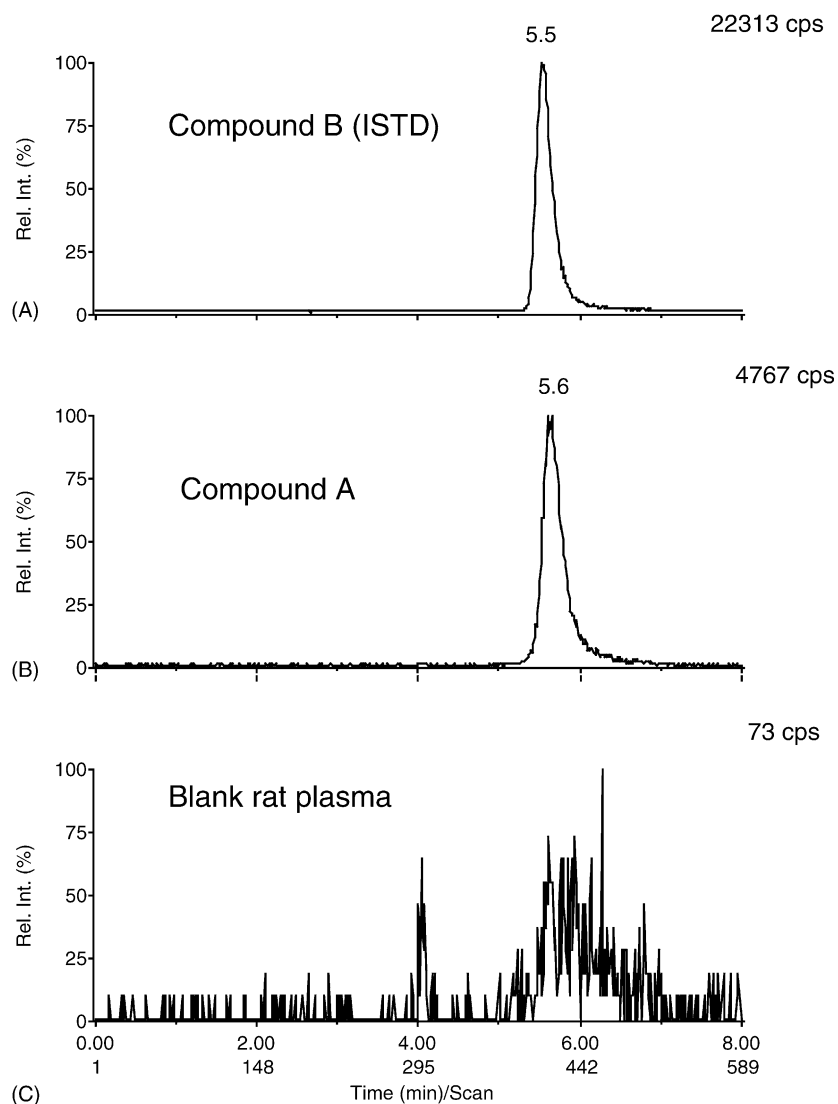 5.5
22313 cps
100
75
50
25
0
Rel. Int. (%)
Compound B (ISTD)
(A)
5.6
4767 cps
100
75
50
25
0
Rel. Int. (%)
Compound A
(B)
73 cps
100
75
50
25
0
Rel. Int. (%)
Blank rat plasma
0.00 2.00 4.00 6.00 8.00
1 148 295 442 589
Time (min)/Scan
(C)